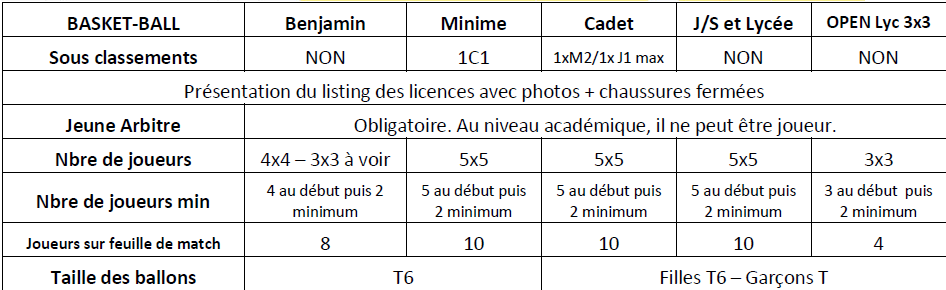 BASKET-BALL Benjamin Minime Cadet J/S et Lycée OPEN Lyc 3x3
Sous classements NON 1C1 1xM2/1x J1 max NON NON
Présentation du listing des licences avec photos + chaussures fermées
Jeune Arbitre Obligatoire. Au niveau académique, il ne peut être joueur.
Nbre de joueurs 4x4 – 3x3 à voir 5x5 5x5 5x5 3x3
Nbre de joueurs min 4 au début puis 2 minimum 5 au début puis 2 minimum 5 au début puis 2 minimum 5 au début puis 2 minimum 3 au début puis 2 minimum
Joueurs sur feuille de match 8 10 10 10 4
Taille des ballons T6 Filles T6 – Garçons T